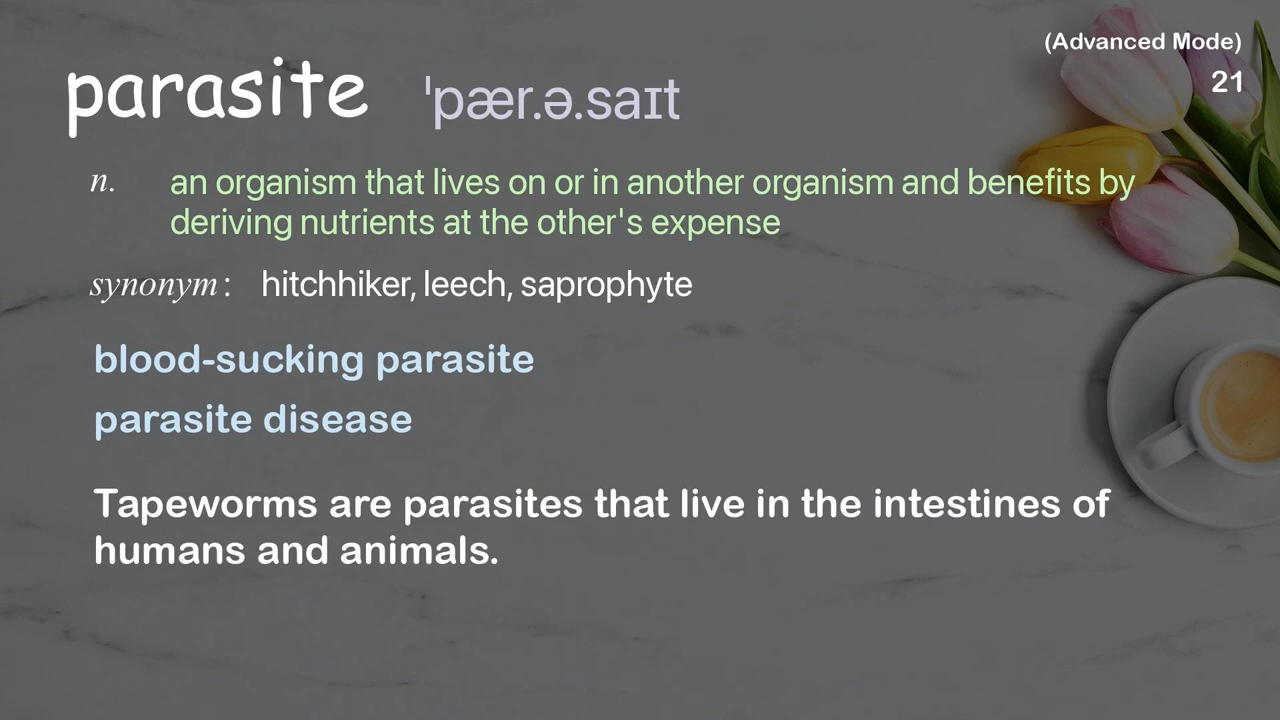 (Advanced Mode)
parasite ˈpær.ə.saɪt
21
n. an organism that lives on or in another organism and benefits by
deriving nutrients at the other's expense
synonym : hitchhiker, leech, saprophyte
blood-sucking parasite
parasite disease
Tapeworms are parasites that live in the intestines of
humans and animals.